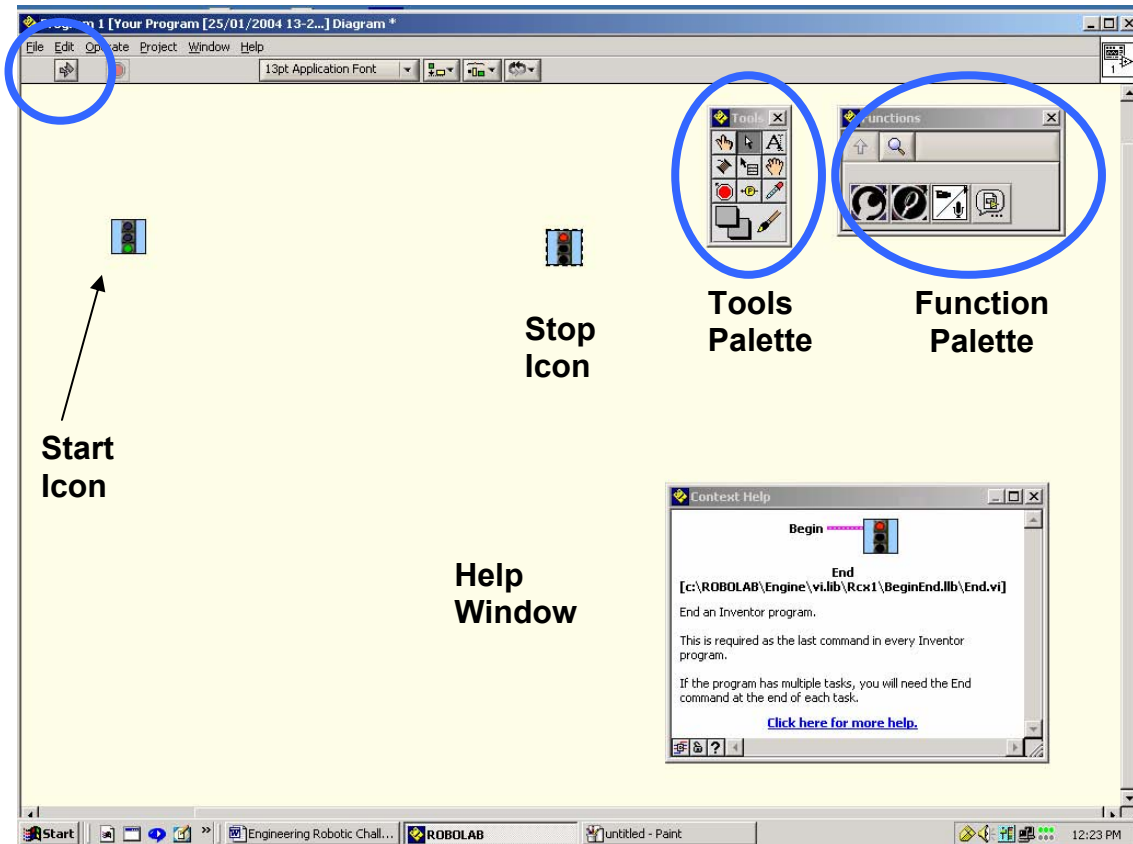 Program 1 [Your Program [25/01/2004 13-2...] Diagram *
File Edit Operate Project Window Help
13pt Application Font
1
Tools
A
Functions
Start
Icon
Stop
Icon
Tools
Palette
Function
Palette
Help
Window
Context Help
Begin
End
[c:\ROBOLAB\Engine\vi.lib\Rcx1\BeginEnd.llb\End.vi]
End an Inventor program.
This is required as the last command in every Inventor
program.
If the program has multiple tasks, you will need the End
command at the end of each task.
Click here for more help.
?
Start
»
Engineering Robotic Chall...
ROBOLAB
untitled - Paint
12:23 PM